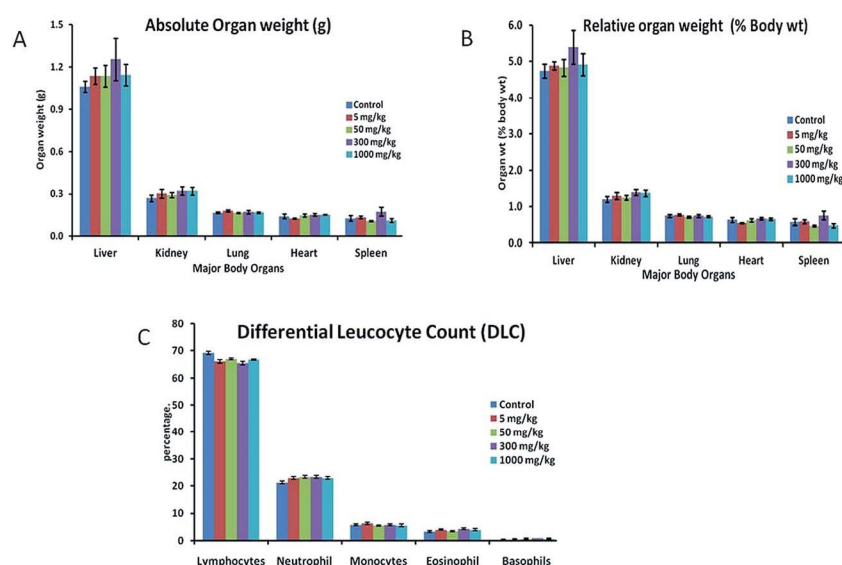 A
Absolute Organ weight (g)
Organ weight (g)
1.5
1.2
0.9
0.6
0.3
0.0
Control
5 mg/kg
50 mg/kg
300 mg/kg
1000 mg/kg
Liver Kidney Lung Heart Spleen
Major Body Organs
B
Relative organ weight (% Body wt)
Organ wt (% body wt)
6.0
5.0
4.0
3.0
2.0
1.0
0.0
Control
5 mg/kg
50 mg/kg
300 mg/kg
1000 mg/kg
Liver Kidney Lung Heart Spleen
Major Body Organs
C
Differential Leucocyte Count (DLC)
percentage.
80
70
60
50
40
30
20
10
0
Control
5 mg/kg
50 mg/kg
300 mg/kg
1000 mg/kg
Lymphocytes Neutrophil Monocytes Eosinophil Basophils